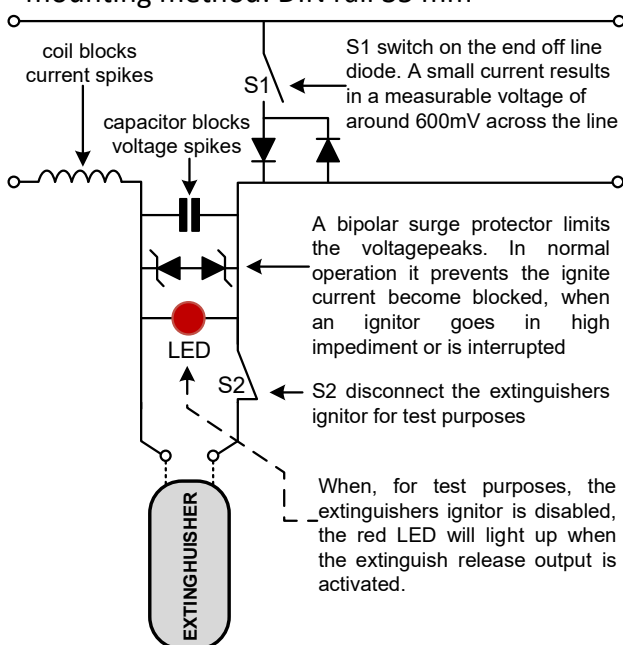 mounting method: DIN rail 35 mm
coil blocks
current spikes
S1 switch on the end off line
diode. A small current results
in a measurable voltage of
around 600mV across the line
S1
capacitor blocks
voltage spikes
A bipolar surge protector limits
the voltagepeaks. In normal
operation it prevents the ignite
current become blocked, when
an ignitor goes in high
impediment or is interrupted
LED
S2
S2 disconnect the extinguishers
ignitor for test purposes
When, for test purposes, the
extinguishers ignitor is disabled,
the red LED will light up when
the extinguish release output is
activated.
EXTINGHUISHER